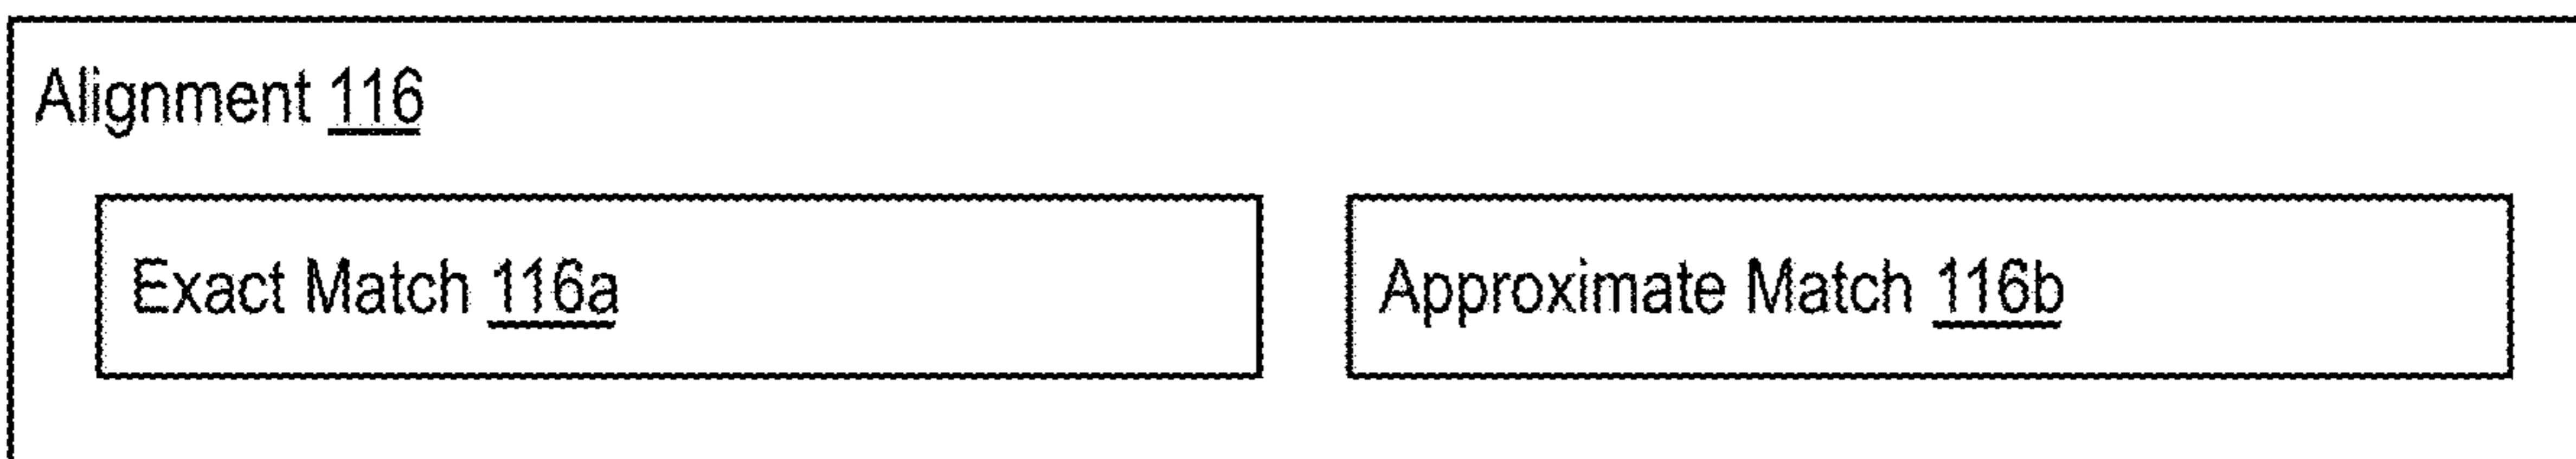 Alignment 116
Exact Match 116a
Approximate Match 116b